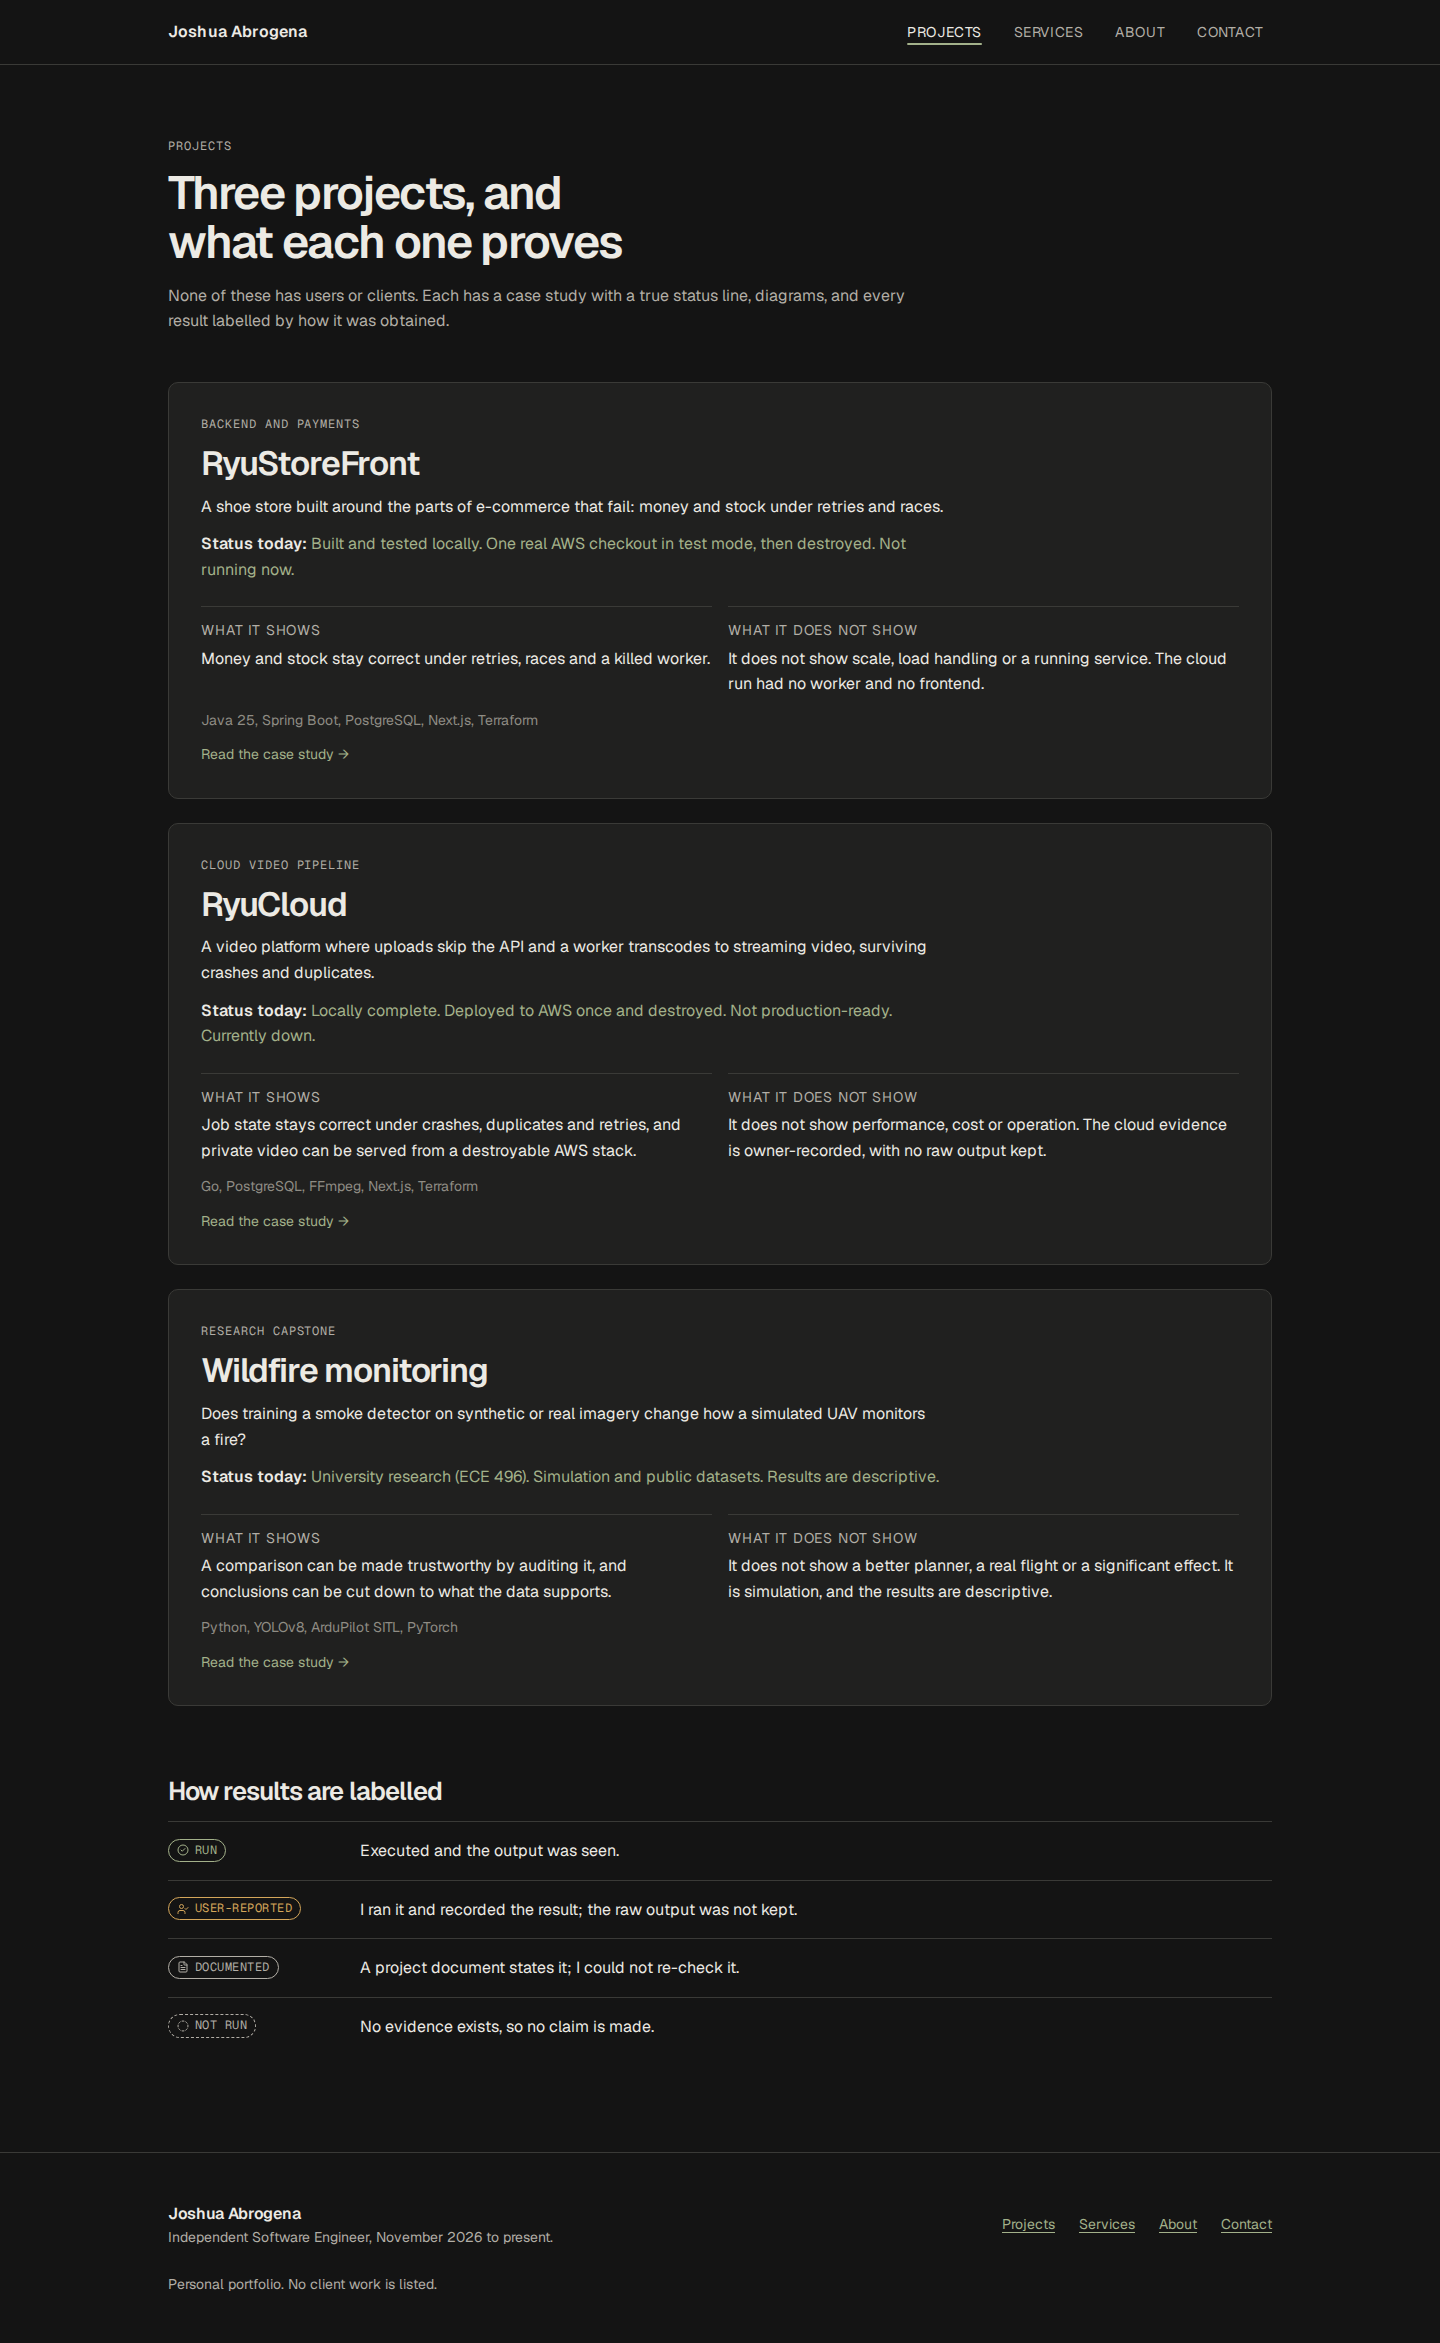 Joshua Abrogena
PROJECTS SERVICES ABOUT CONTACT
PROJECTS
Three projects, and
what each one proves
None of these has users or clients. Each has a case study with a true status line, diagrams, and every
result labelled by how it was obtained.
BACKEND AND PAYMENTS
RyuStoreFront
A shoe store built around the parts of e-commerce that fail: money and stock under retries and races.
Status today: Built and tested locally. One real AWS checkout in test mode, then destroyed. Not
running now.
WHAT IT SHOWS
Money and stock stay correct under retries, races and a killed worker.
WHAT IT DOES NOT SHOW
It does not show scale, load handling or a running service. The cloud
run had no worker and no frontend.
Java 25, Spring Boot, PostgreSQL, Next.js, Terraform
Read the case study →
CLOUD VIDEO PIPELINE
RyuCloud
A video platform where uploads skip the API and a worker transcodes to streaming video, surviving
crashes and duplicates.
Status today: Locally complete. Deployed to AWS once and destroyed. Not production-ready.
Currently down.
WHAT IT SHOWS
Job state stays correct under crashes, duplicates and retries, and
private video can be served from a destroyable AWS stack.
WHAT IT DOES NOT SHOW
It does not show performance, cost or operation. The cloud evidence
is owner-recorded, with no raw output kept.
Go, PostgreSQL, FFmpeg, Next.js, Terraform
Read the case study →
RESEARCH CAPSTONE
Wildfire monitoring
Does training a smoke detector on synthetic or real imagery change how a simulated UAV monitors
a fire?
Status today: University research (ECE 496). Simulation and public datasets. Results are descriptive.
WHAT IT SHOWS
A comparison can be made trustworthy by auditing it, and
conclusions can be cut down to what the data supports.
WHAT IT DOES NOT SHOW
It does not show a better planner, a real flight or a significant effect. It
is simulation, and the results are descriptive.
Python, YOLOv8, ArduPilot SITL, PyTorch
Read the case study →
How results are labelled
RUN Executed and the output was seen.
USER-REPORTED I ran it and recorded the result; the raw output was not kept.
DOCUMENTED A project document states it; I could not re-check it.
NOT RUN No evidence exists, so no claim is made.
Joshua Abrogena
Independent Software Engineer, November 2026 to present.
Projects Services About Contact
Personal portfolio. No client work is listed.